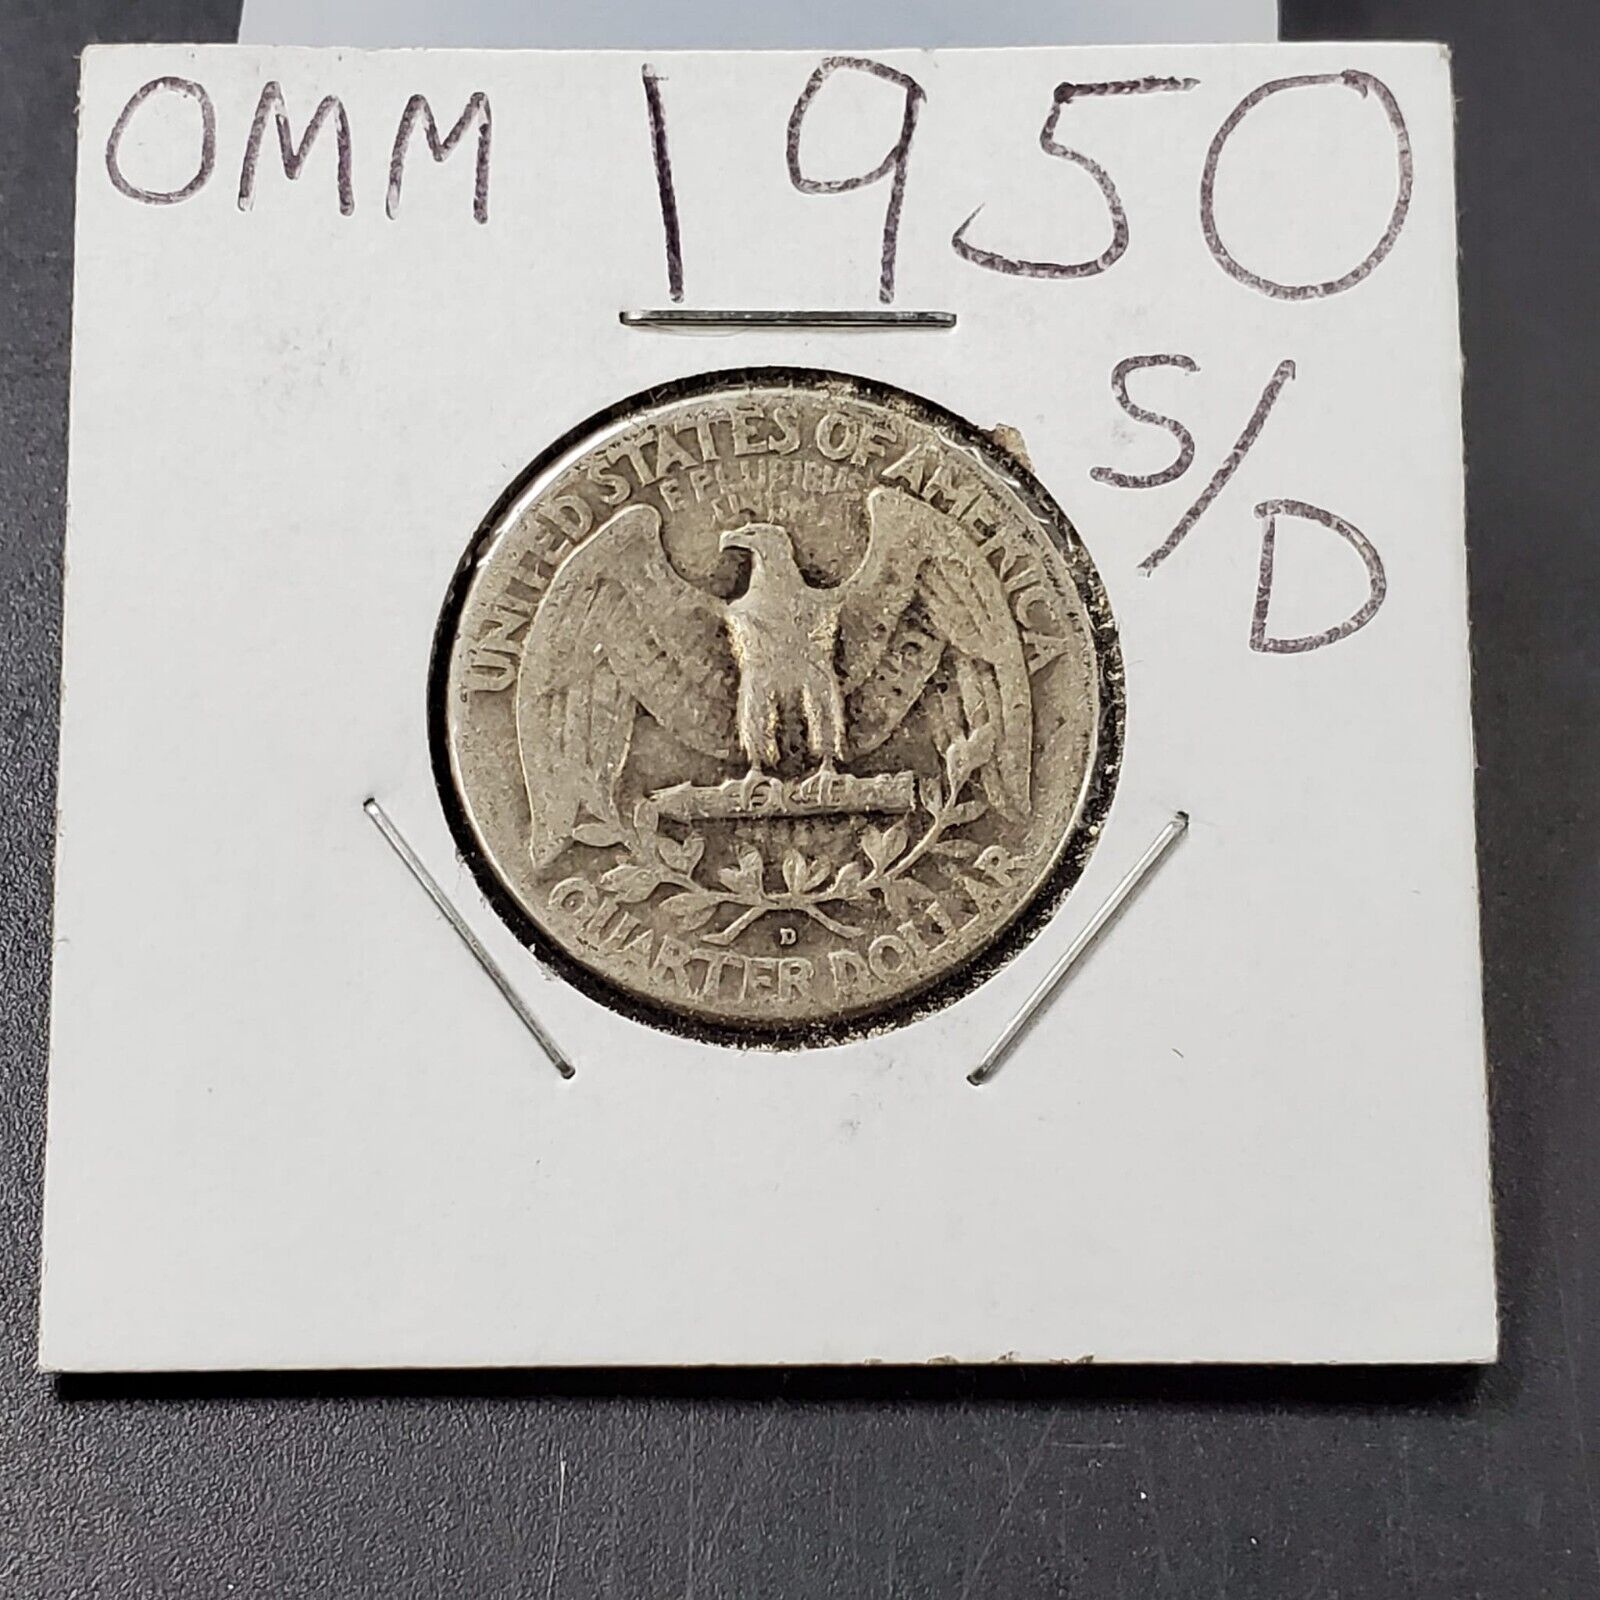 OMM 1950
S/D
UNITED STATES OF AMERICA
E PLURIBUS
UNUM
D
QUARTER DOLLAR